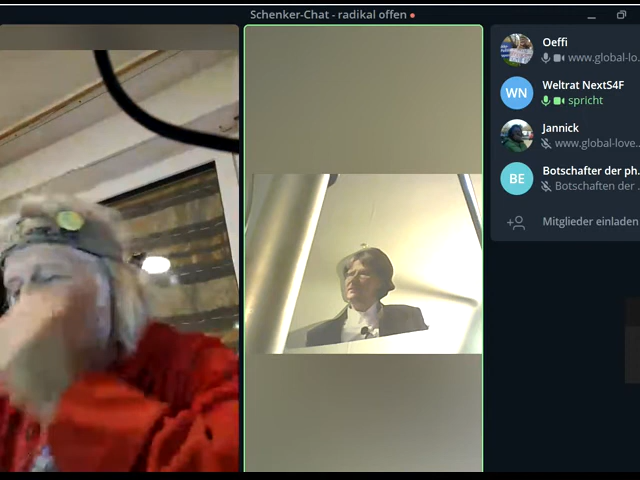 Schenker-Chat - radikal offen
Oeffi
www.global-lo...
WN
Weltrat NextS4F
spricht
Jannick
www.global-love...
BE
Botschafter der ph...
Botschaften der ...
Mitglieder einladen